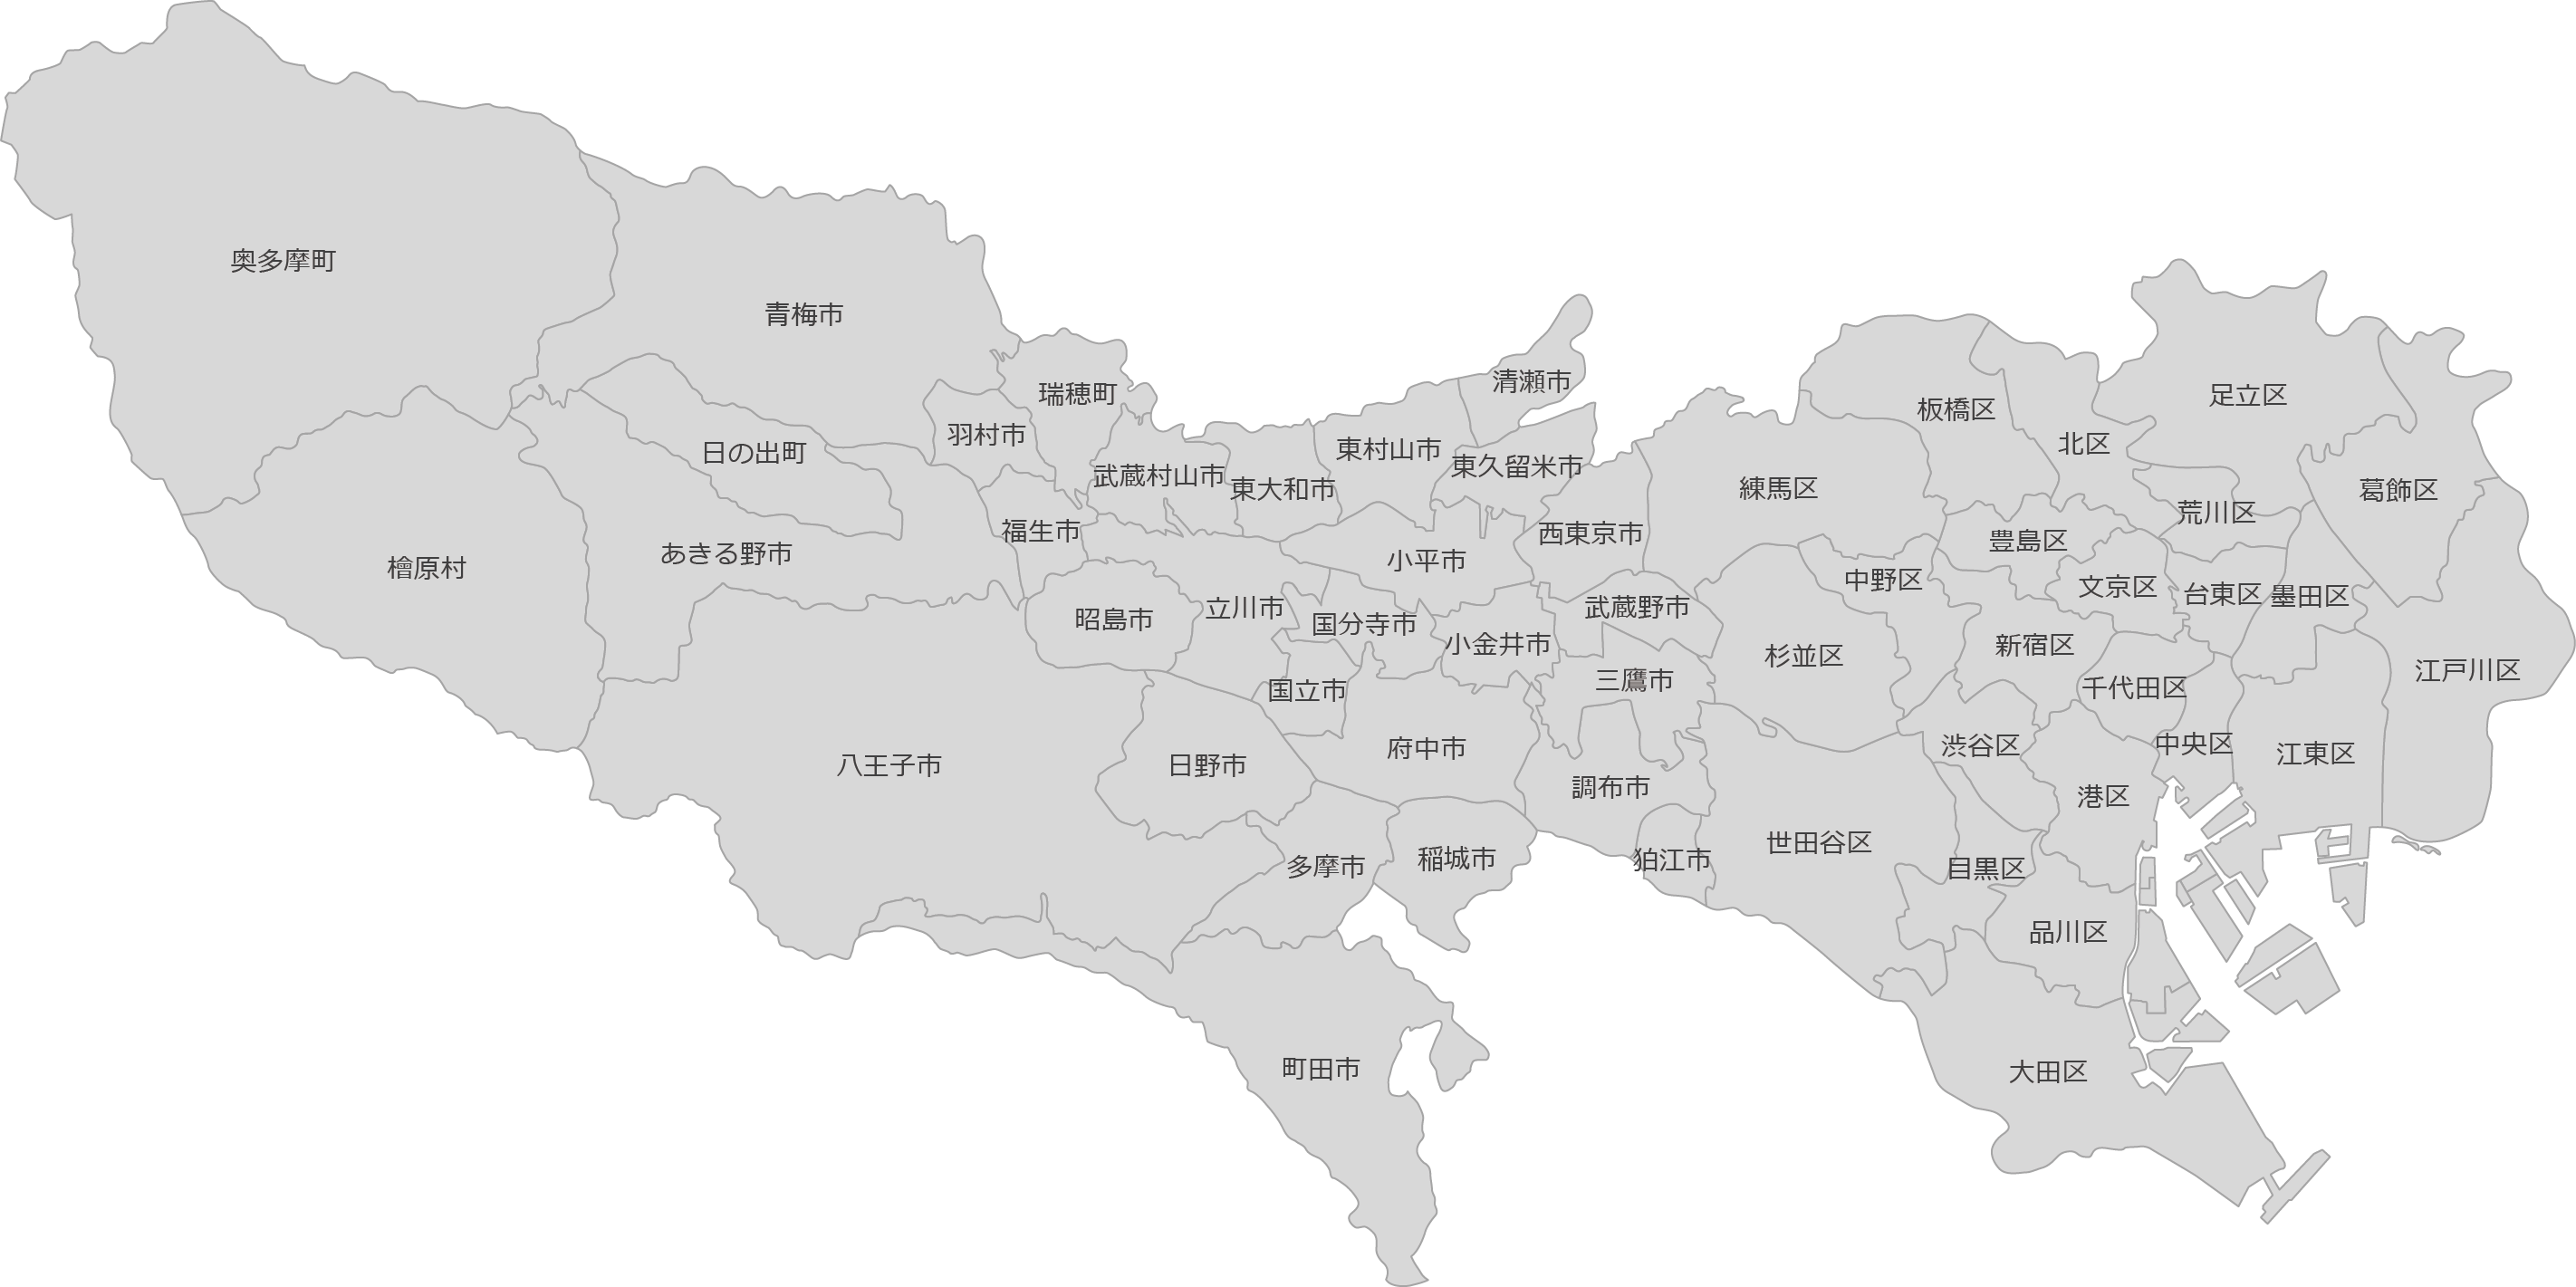 奥多摩町
青梅市
瑞穂町
羽村市
日の出町
檜原村
あきる野市
福生市
武蔵村山市
東大和市
東村山市
清瀬市
東久留米市
西東京市
小平市
昭島市
立川市
国分寺市
小金井市
武蔵野市
三鷹市
国立市
府中市
八王子市
日野市
調布市
多摩市
稲城市
狛江市
町田市
板橋区
北区
足立区
練馬区
葛飾区
荒川区
豊島区
中野区
文京区
台東区
墨田区
杉並区
新宿区
千代田区
江戸川区
渋谷区
中央区
江東区
港区
世田谷区
目黒区
品川区
大田区